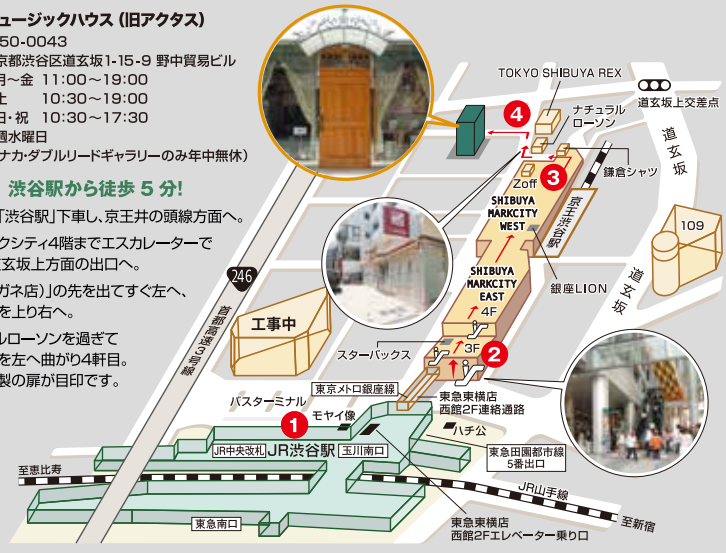 ュージックハウス (旧アクタス)
50-0043
京都渋谷区道玄坂1-15-9 野中貿易ビル
月〜金 11:00〜19:00
土 10:30〜19:00
日・祝 10:30〜17:30
週水曜日
ナカ・ダブルリードギャラリーのみ年中無休)
渋谷駅から徒歩 5 分!
「渋谷駅」下車し、京王井の頭線方面へ。
クシティ4階までエスカレーターで
玄坂上方面の出口へ。
ガネ店)」の先を出てすぐ左へ、
を上り右へ。
ルローソンを過ぎて
を左へ曲がり4軒目。
製の扉が目印です。
TOKYO SHIBUYA REX
道玄坂上交差点
ナチュラル
ローソン
4
道玄坂
鎌倉シャツ
3
Zoff
SHIBUYA
MARKCITY
WEST
京王渋谷駅
109
246
首都高速3号線
SHIBUYA
MARKCITY
EAST
銀座LION
道玄坂
4F
工事中
スターバックス
3F
2
東京メトロ銀座線
バスターミナル
1
モヤイ像
東急東横店
西館2F連絡通路
ハチ公
JR中央改札
JR渋谷駅
玉川南口
東急田園都市線
5番出口
至恵比寿
JR山手線
東急南口
東急東横店
西館2Fエレベーター乗り口
至新宿